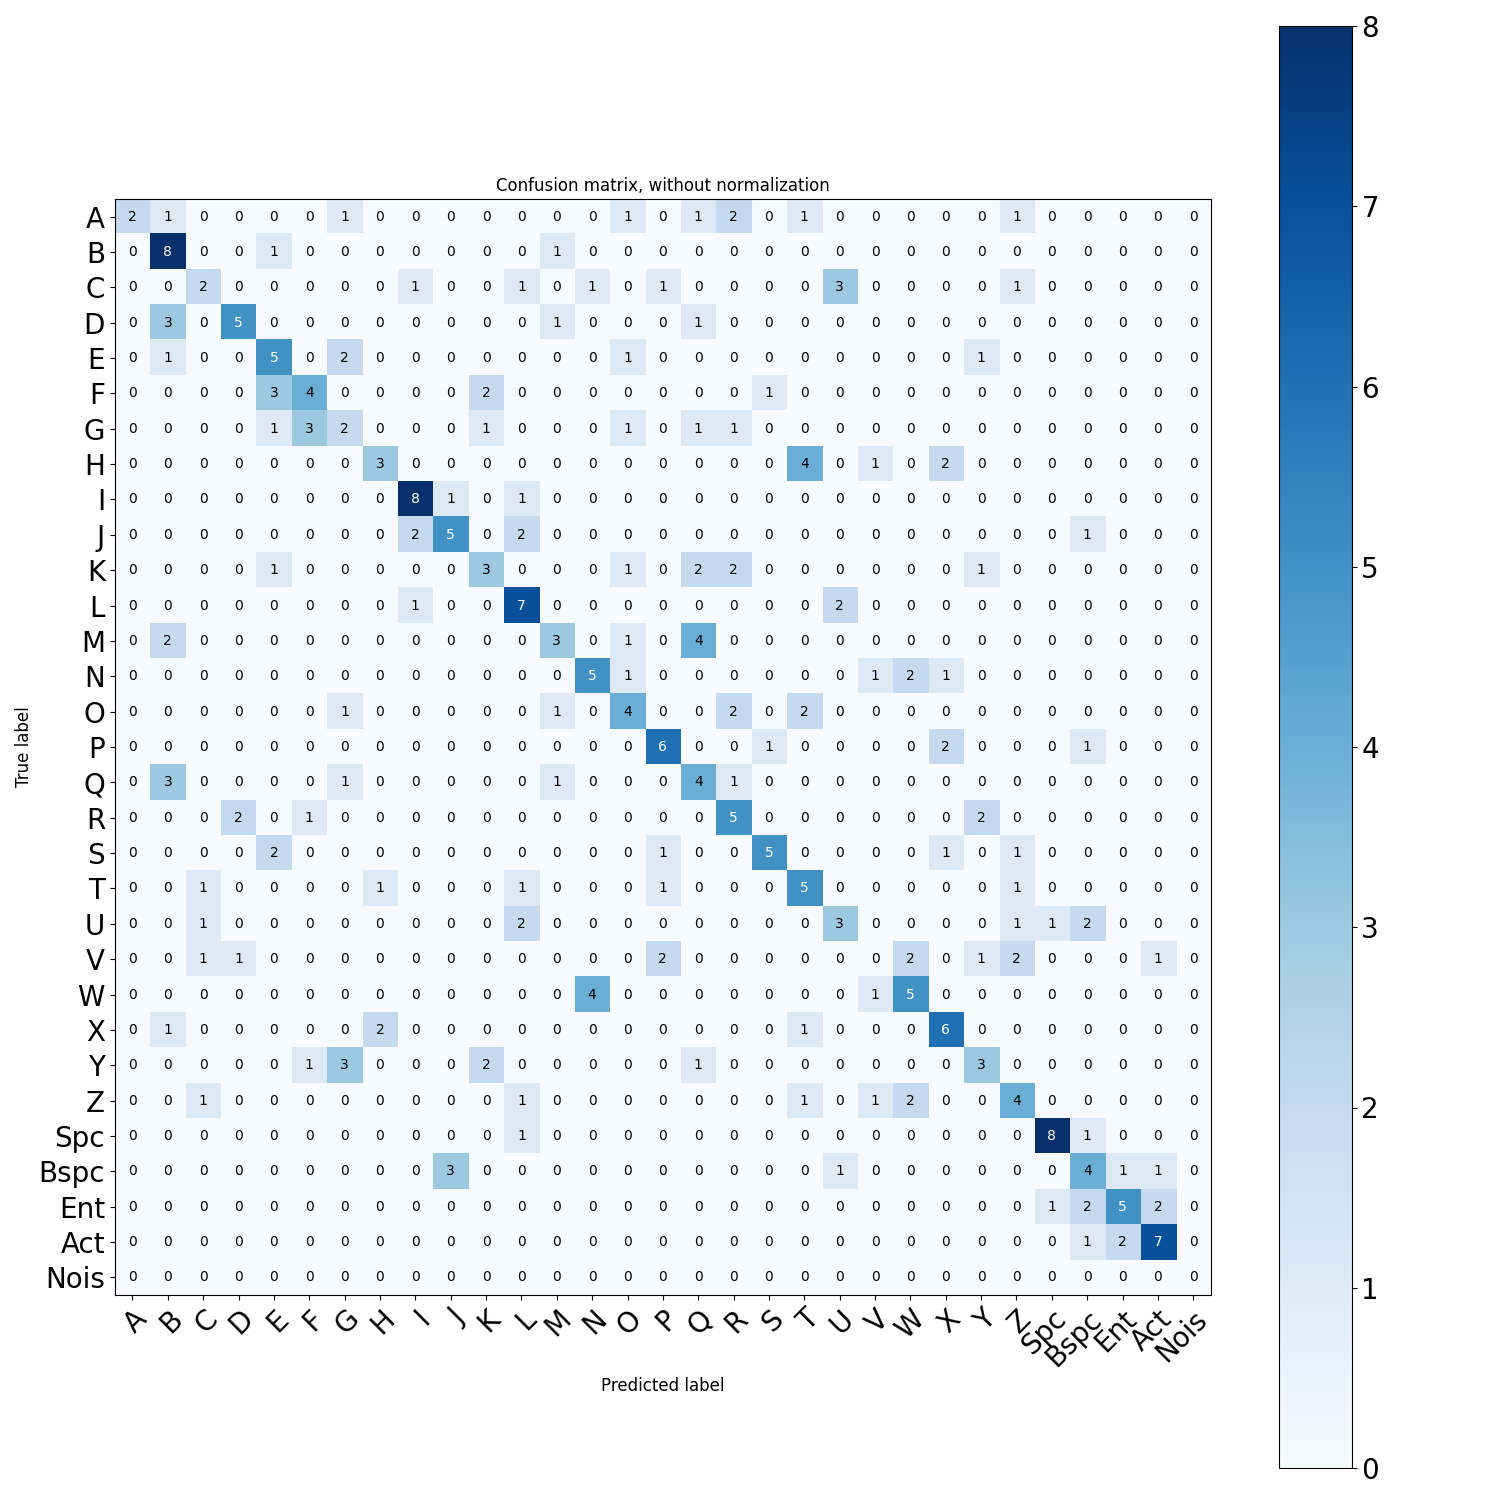 Confusion matrix, without normalization
A 2 1 0 0 0 0 1 0 0 0 0 0 0 0 1 0 1 2 0 1 0 0 0 0 0 1 0 0 0 0 0
B 0 8 0 0 1 0 0 0 0 0 0 0 1 0 0 0 0 0 0 0 0 0 0 0 0 0 0 0 0 0 0
C 0 0 2 0 0 0 0 0 1 0 0 1 0 1 0 1 0 0 0 0 3 0 0 0 0 1 0 0 0 0 0
D 0 3 0 5 0 0 0 0 0 0 0 0 1 0 0 0 1 0 0 0 0 0 0 0 0 0 0 0 0 0 0
E 0 1 0 0 5 0 2 0 0 0 0 0 0 0 1 0 0 0 0 0 0 0 0 0 1 0 0 0 0 0 0
F 0 0 0 0 3 4 0 0 0 0 2 0 0 0 0 0 0 0 1 0 0 0 0 0 0 0 0 0 0 0 0
G 0 0 0 0 1 3 2 0 0 0 1 0 0 0 1 0 1 1 0 0 0 0 0 0 0 0 0 0 0 0 0
H 0 0 0 0 0 0 0 3 0 0 0 0 0 0 0 0 0 0 0 4 0 1 0 2 0 0 0 0 0 0 0
I 0 0 0 0 0 0 0 0 8 1 0 1 0 0 0 0 0 0 0 0 0 0 0 0 0 0 0 0 0 0 0
J 0 0 0 0 0 0 0 0 2 5 0 2 0 0 0 0 0 0 0 0 0 0 0 0 0 0 0 1 0 0 0
K 0 0 0 0 1 0 0 0 0 0 3 0 0 0 1 0 2 2 0 0 0 0 0 0 1 0 0 0 0 0 0
L 0 0 0 0 0 0 0 0 1 0 0 7 0 0 0 0 0 0 0 0 2 0 0 0 0 0 0 0 0 0 0
M 0 2 0 0 0 0 0 0 0 0 0 0 3 0 1 0 4 0 0 0 0 0 0 0 0 0 0 0 0 0 0
N 0 0 0 0 0 0 0 0 0 0 0 0 0 5 1 0 0 0 0 0 0 1 2 1 0 0 0 0 0 0 0
O 0 0 0 0 0 0 1 0 0 0 0 0 1 0 4 0 0 2 0 2 0 0 0 0 0 0 0 0 0 0 0
P 0 0 0 0 0 0 0 0 0 0 0 0 0 0 0 6 0 0 1 0 0 0 0 2 0 0 0 1 0 0 0
Q 0 3 0 0 0 0 1 0 0 0 0 0 1 0 0 0 4 1 0 0 0 0 0 0 0 0 0 0 0 0 0
R 0 0 0 2 0 1 0 0 0 0 0 0 0 0 0 0 0 5 0 0 0 0 0 0 2 0 0 0 0 0 0
S 0 0 0 0 2 0 0 0 0 0 0 0 0 0 0 1 0 0 5 0 0 0 0 1 0 1 0 0 0 0 0
T 0 0 1 0 0 0 0 1 0 0 0 1 0 0 0 1 0 0 0 5 0 0 0 0 0 1 0 0 0 0 0
U 0 0 1 0 0 0 0 0 0 0 0 2 0 0 0 0 0 0 0 0 3 0 0 0 0 1 1 2 0 0 0
V 0 0 1 1 0 0 0 0 0 0 0 0 0 0 0 2 0 0 0 0 0 0 2 0 1 2 0 0 0 1 0
W 0 0 0 0 0 0 0 0 0 0 0 0 0 4 0 0 0 0 0 0 0 1 5 0 0 0 0 0 0 0 0
X 0 1 0 0 0 0 0 2 0 0 0 0 0 0 0 0 0 0 0 1 0 0 0 6 0 0 0 0 0 0 0
Y 0 0 0 0 0 1 3 0 0 0 2 0 0 0 0 0 1 0 0 0 0 0 0 0 3 0 0 0 0 0 0
Z 0 0 1 0 0 0 0 0 0 0 0 1 0 0 0 0 0 0 0 1 0 1 2 0 0 4 0 0 0 0 0
Spc 0 0 0 0 0 0 0 0 0 0 0 1 0 0 0 0 0 0 0 0 0 0 0 0 0 0 8 1 0 0 0
Bspc 0 0 0 0 0 0 0 0 0 3 0 0 0 0 0 0 0 0 0 0 1 0 0 0 0 0 0 4 1 1 0
Ent 0 0 0 0 0 0 0 0 0 0 0 0 0 0 0 0 0 0 0 0 0 0 0 0 0 0 1 2 5 2 0
Act 0 0 0 0 0 0 0 0 0 0 0 0 0 0 0 0 0 0 0 0 0 0 0 0 0 0 0 1 2 7 0
Nois 0 0 0 0 0 0 0 0 0 0 0 0 0 0 0 0 0 0 0 0 0 0 0 0 0 0 0 0 0 0 0
A B C D E F G H I J K L M N O P Q R S T U V W X Y Z Spc Bspc Ent Act Nois
Predicted label
True label
8
7
6
5
4
3
2
1
0